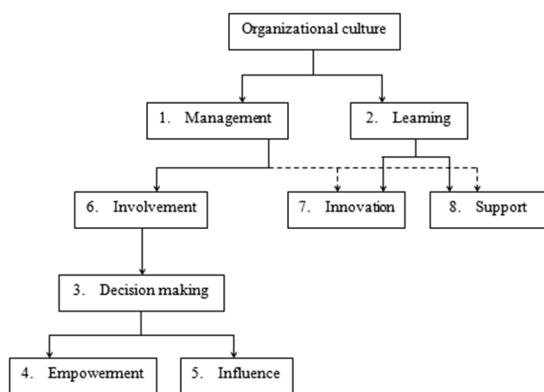 Organizational culture
1. Management
2. Learning
6. Involvement
7. Innovation
8. Support
3. Decision making
4. Empowerment
5. Influence